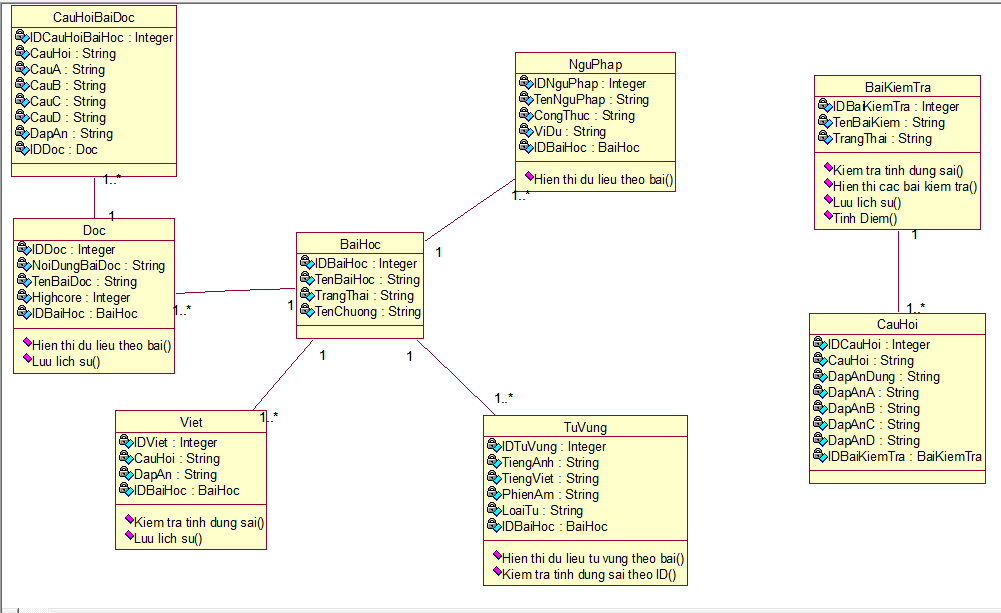 CauHoiBaiDoc
IDCauHoiBaiHoc : Integer
CauHoi : String
CauA : String
CauB : String
CauC : String
CauD : String
DapAn : String
IDDoc : Doc
1..*
1
Doc
IDDoc : Integer
NoiDungBaiDoc : String
TenBaiDoc : String
Highcore : Integer
IDBaiHoc : BaiHoc
Hien thi du lieu theo bai()
Luu lich su()
1..*
1
BaiHoc
IDBaiHoc : Integer
TenBaiHoc : String
TrangThai : String
TenChuong : String
NguPhap
IDNguPhap : Integer
TenNguPhap : String
CongThuc : String
ViDu : String
IDBaiHoc : BaiHoc
Hien thi du lieu theo bai()
1..*
1
1
1..*
Viet
IDViet : Integer
CauHoi : String
DapAn : String
IDBaiHoc : BaiHoc
Kiem tra tinh dung sai()
Luu lich su()
1
1..*
TuVung
IDTuVung : Integer
TiengAnh : String
TiengViet : String
PhienAm : String
LoaiTu : String
IDBaiHoc : BaiHoc
Hien thi du lieu tu vung theo bai()
Kiem tra tinh dung sai theo ID()
BaiKiemTra
IDBaiKiemTra : Integer
TenBaiKiem : String
TrangThai : String
Kiem tra tinh dung sai()
Hien thi cac bai kiem tra()
Luu lich su()
Tinh Diem()
1
1..*
CauHoi
IDCauHoi : Integer
CauHoi : String
DapAnDung : String
DapAnA : String
DapAnB : String
DapAnC : String
DapAnD : String
IDBaiKiemTra : BaiKiemTra